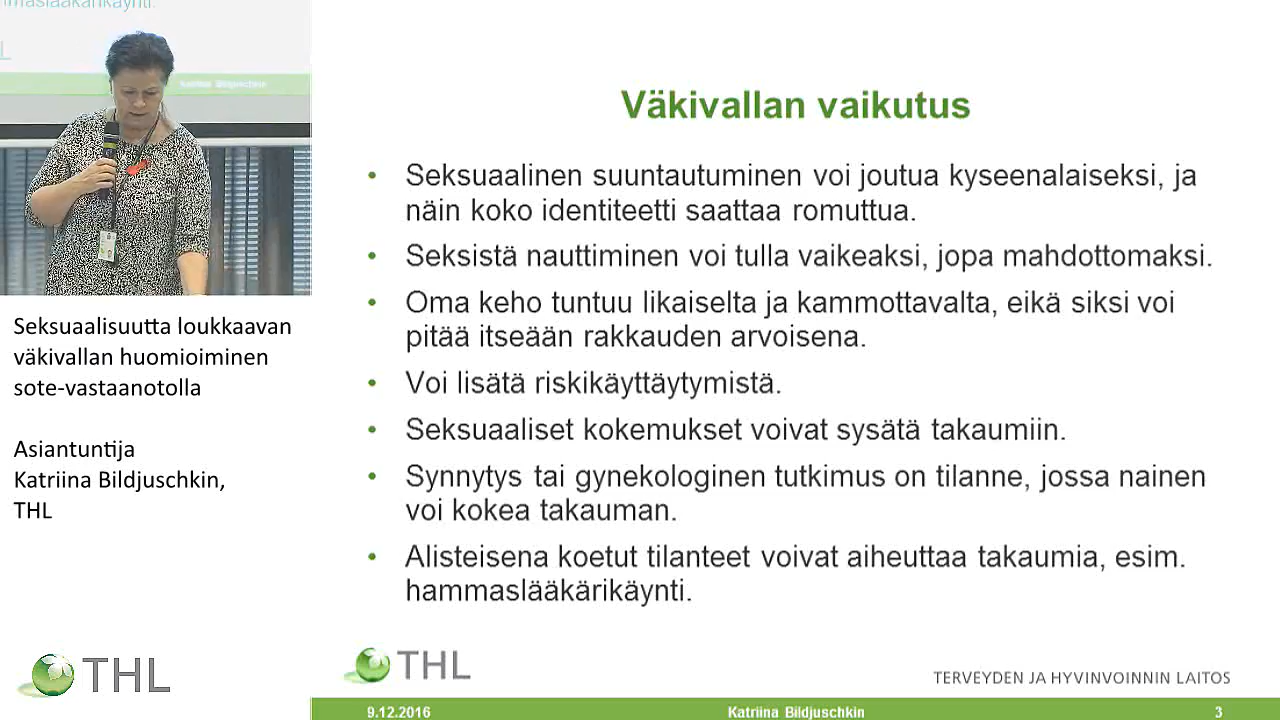 mmaslääkärikäynti.
Katriina Bildjuschkin
Seksuaalisuutta loukkaavan
väkivallan huomioiminen
sote-vastaanotolla
Asiantuntija
Katriina Bildjuschkin,
THL
THL
Väkivallan vaikutus
• Seksuaalinen suuntautuminen voi joutua kyseenalaiseksi, ja
näin koko identiteetti saattaa romuttua.
• Seksistä nauttiminen voi tulla vaikeaksi, jopa mahdottomaksi.
• Oma keho tuntuu likaiselta ja kammottavalta, eikä siksi voi
pitää itseään rakkauden arvoisena.
• Voi lisätä riskikäyttäytymistä.
• Seksuaaliset kokemukset voivat sysätä takaumiin.
• Synnytys tai gynekologinen tutkimus on tilanne, jossa nainen
voi kokea takauman.
• Alisteisena koetut tilanteet voivat aiheuttaa takaumia, esim.
hammaslääkärikäynti.
THL
TERVEYDEN JA HYVINVOINNIN LAITOS
9.12.2016 Katriina Bildjuschkin 3